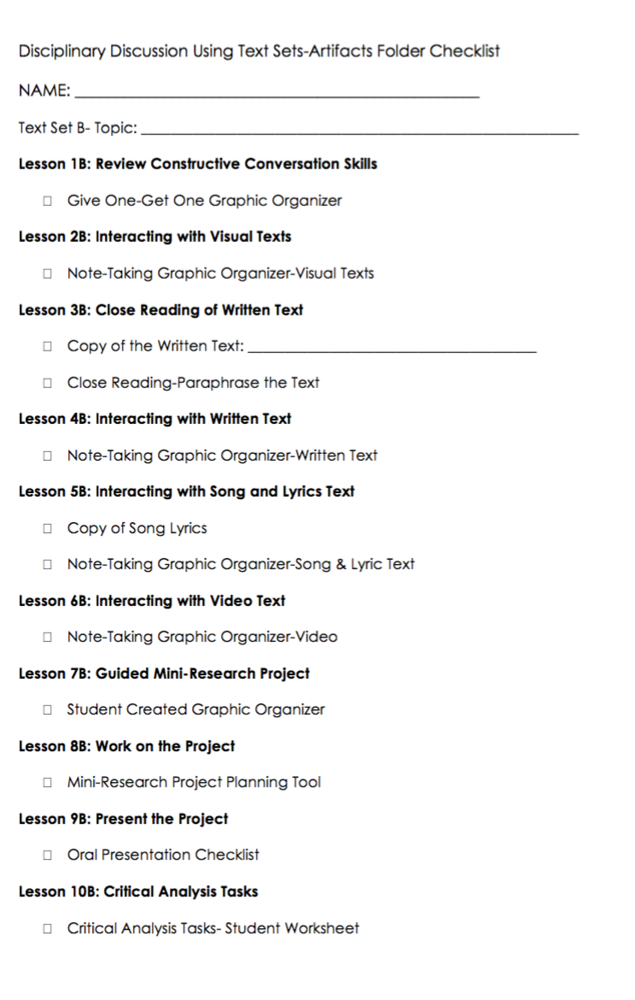 Disciplinary Discussion Using Text Sets-Artifacts Folder Checklist
NAME: ___________________________________________
Text Set B- Topic: ___________________________________________
Lesson 1B: Review Constructive Conversation Skills
□ Give One-Get One Graphic Organizer
Lesson 2B: Interacting with Visual Texts
□ Note-Taking Graphic Organizer-Visual Texts
Lesson 3B: Close Reading of Written Text
□ Copy of the Written Text: ______________________________
□ Close Reading-Paraphrase the Text
Lesson 4B: Interacting with Written Text
□ Note-Taking Graphic Organizer-Written Text
Lesson 5B: Interacting with Song and Lyrics Text
□ Copy of Song Lyrics
□ Note-Taking Graphic Organizer-Song & Lyric Text
Lesson 6B: Interacting with Video Text
□ Note-Taking Graphic Organizer-Video
Lesson 7B: Guided Mini-Research Project
□ Student Created Graphic Organizer
Lesson 8B: Work on the Project
□ Mini-Research Project Planning Tool
Lesson 9B: Present the Project
□ Oral Presentation Checklist
Lesson 10B: Critical Analysis Tasks
□ Critical Analysis Tasks- Student Worksheet